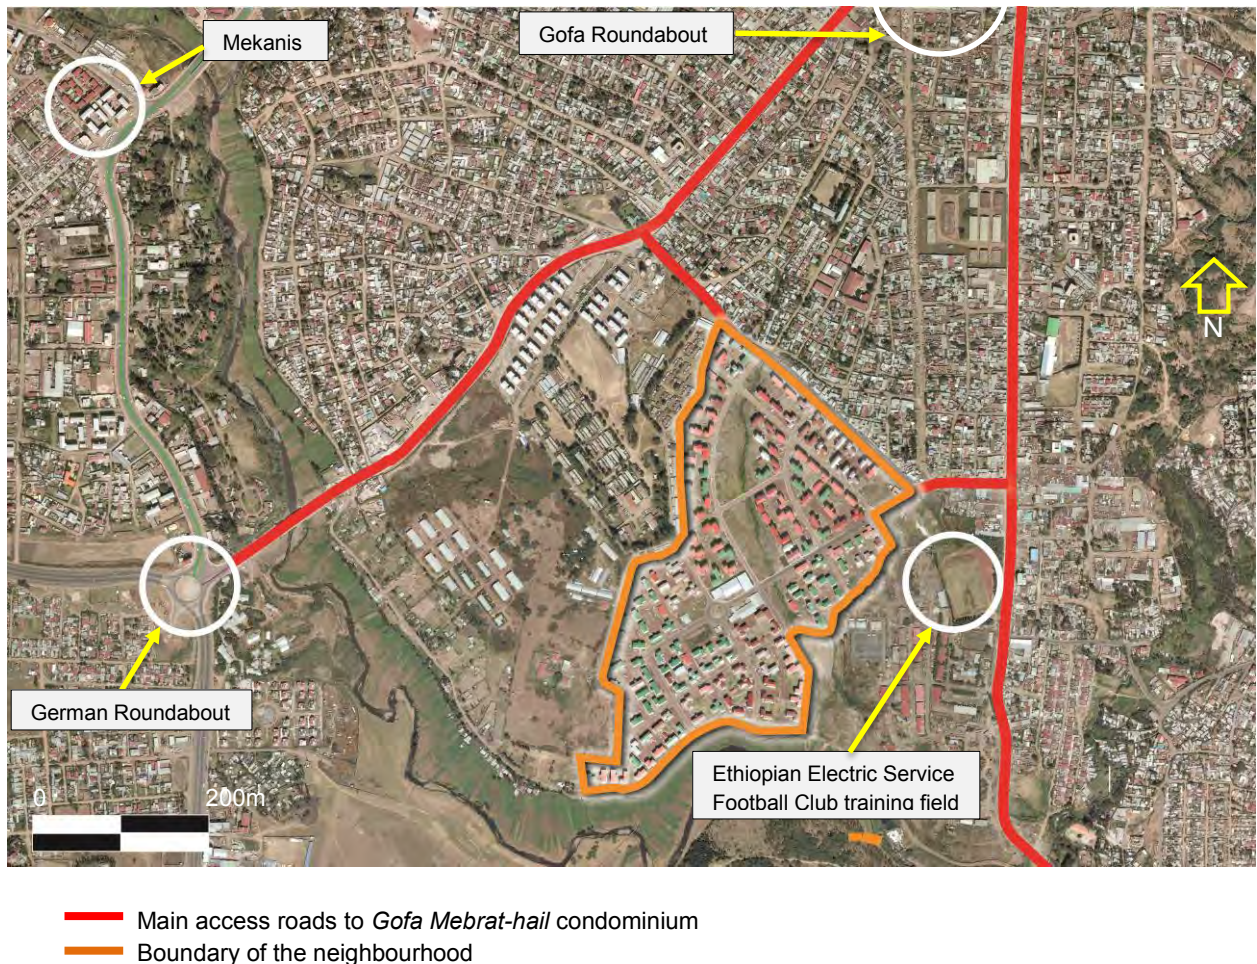 Mekanis
Gofa Roundabout
N
German Roundabout
Ethiopian Electric Service
Football Club training field
0 200m
Main access roads to Gofa Mebrat-hail condominium
Boundary of the neighbourhood